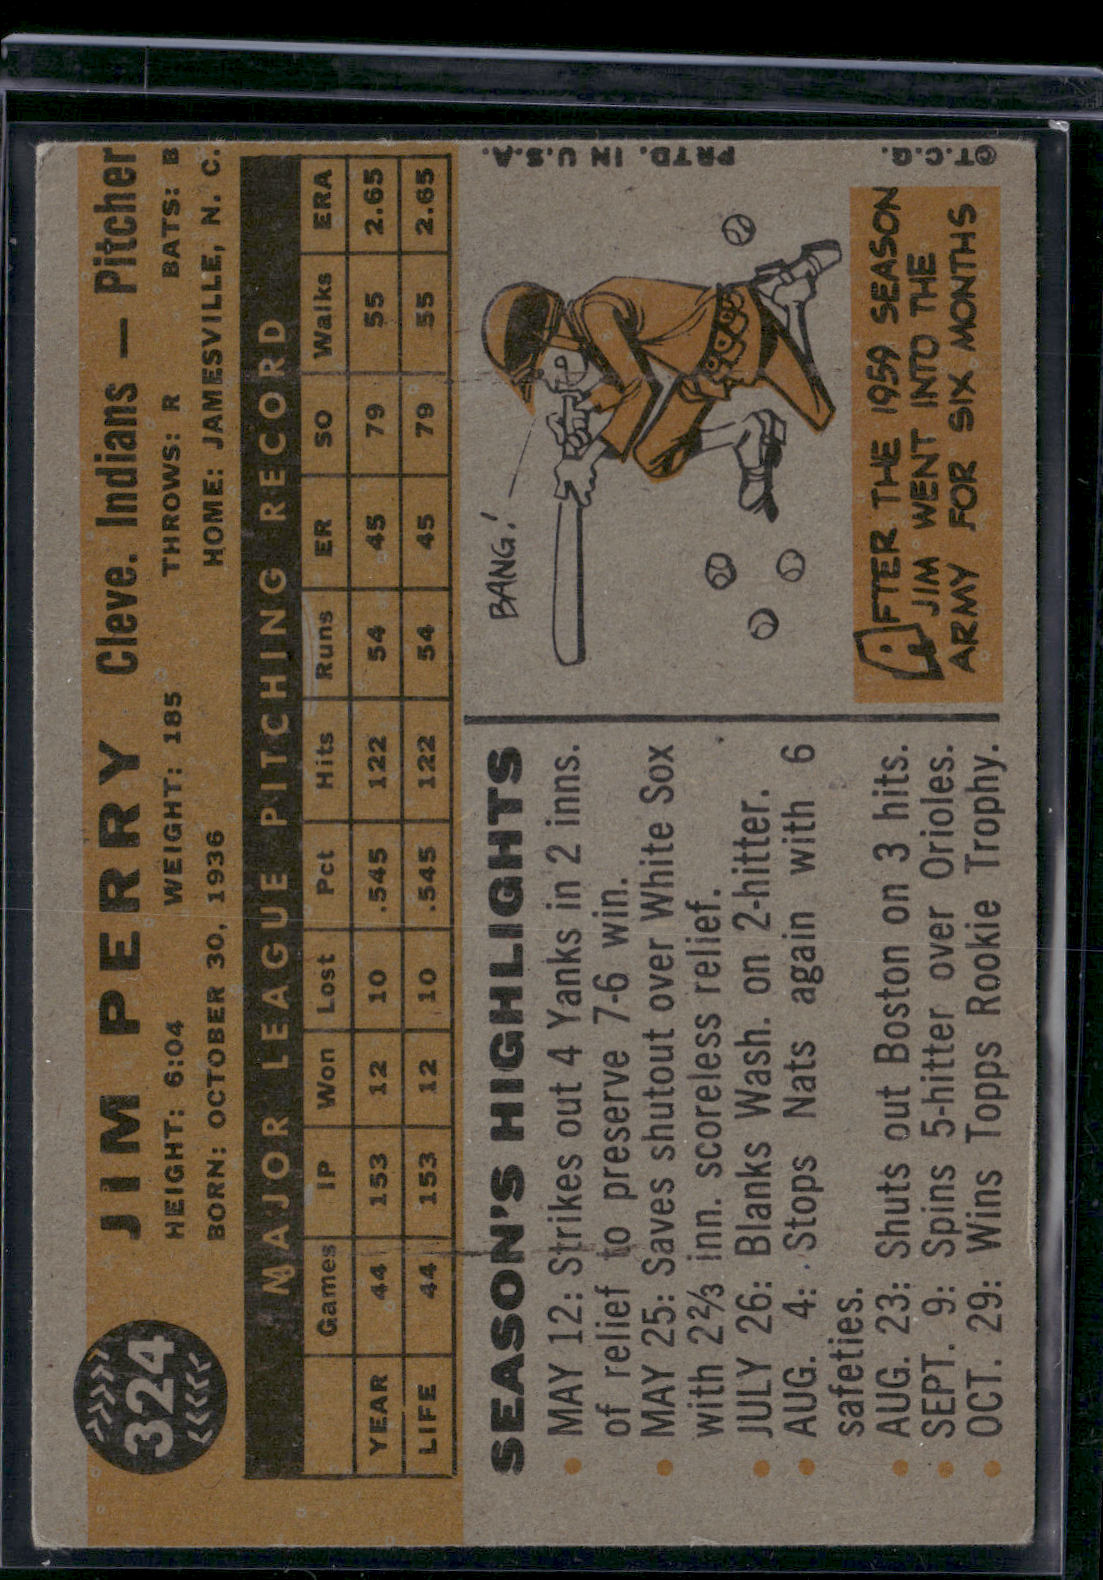 324
JIM PERRY Cleve. Indians — Pitcher
HEIGHT: 6:04 WEIGHT: 185 THROWS: R BATS: B
BORN: OCTOBER 30, 1936 HOME: JAMESVILLE, N. C.
MAJOR LEAGUE PITCHING RECORD
Games IP Won Lost Pct Hits Runs ER SO Walks ERA
YEAR 44 153 12 10 .545 122 54 45 79 55 2.65
LIFE 44 153 12 10 .545 122 54 45 79 55 2.65
SEASON'S HIGHLIGHTS
• MAY 12: Strikes out 4 Yanks in 2 inns.
of relief to preserve 7-6 win.
• MAY 25: Saves shutout over White Sox
with 2⅔ inn. scoreless relief.
• JULY 26: Blanks Wash. on 2-hitter.
• AUG. 4: Stops Nats again with 6
safeties.
• AUG. 23: Shuts out Boston on 3 hits.
• SEPT. 9: Spins 5-hitter over Orioles.
• OCT. 29: Wins Topps Rookie Trophy.
BANG!
AFTER THE 1959 SEASON
JIM WENT INTO THE
ARMY FOR SIX MONTHS
© T.C.G. PRTD. IN U.S.A.